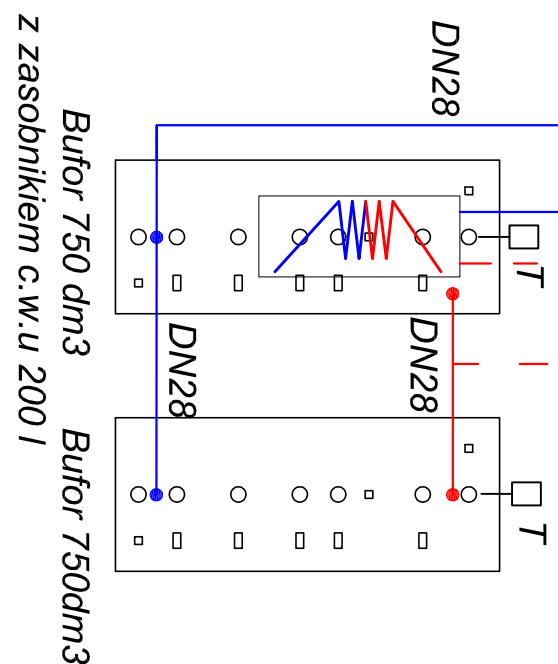 DN28
Bufor 750 dm3
z zasobnikiem c.w.u 200 l
T
DN28
DN28
Bufor 750dm3
T